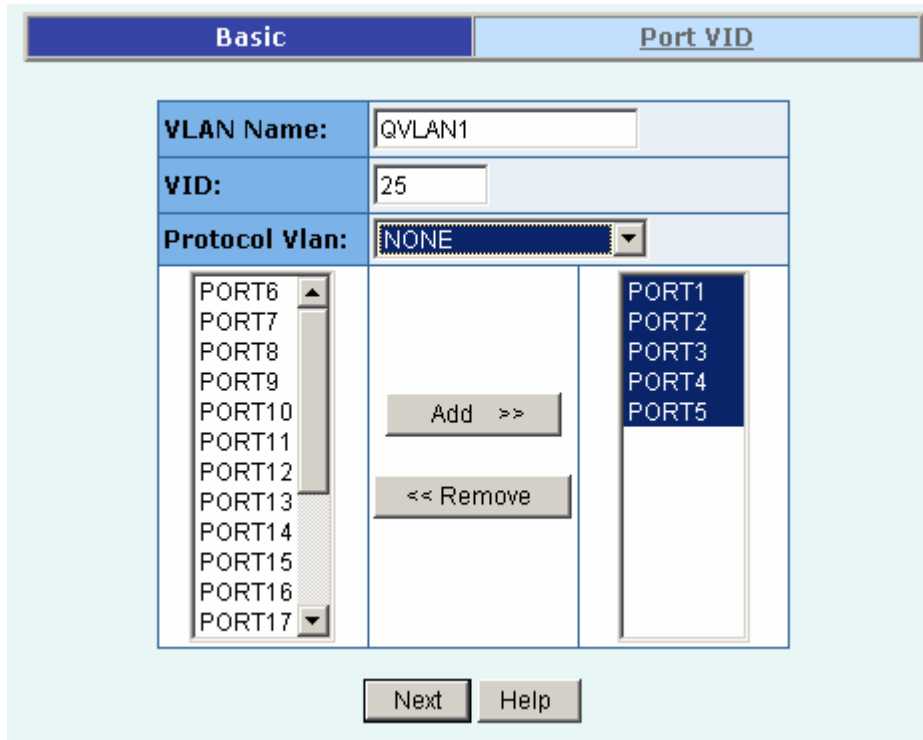 Basic Port VID
VLAN Name: QVLAN1
VID: 25
Protocol Vlan: NONE
PORT6
PORT7
PORT8
PORT9
PORT10
PORT11
PORT12
PORT13
PORT14
PORT15
PORT16
PORT17
Add >>
<< Remove
PORT1
PORT2
PORT3
PORT4
PORT5
Next Help